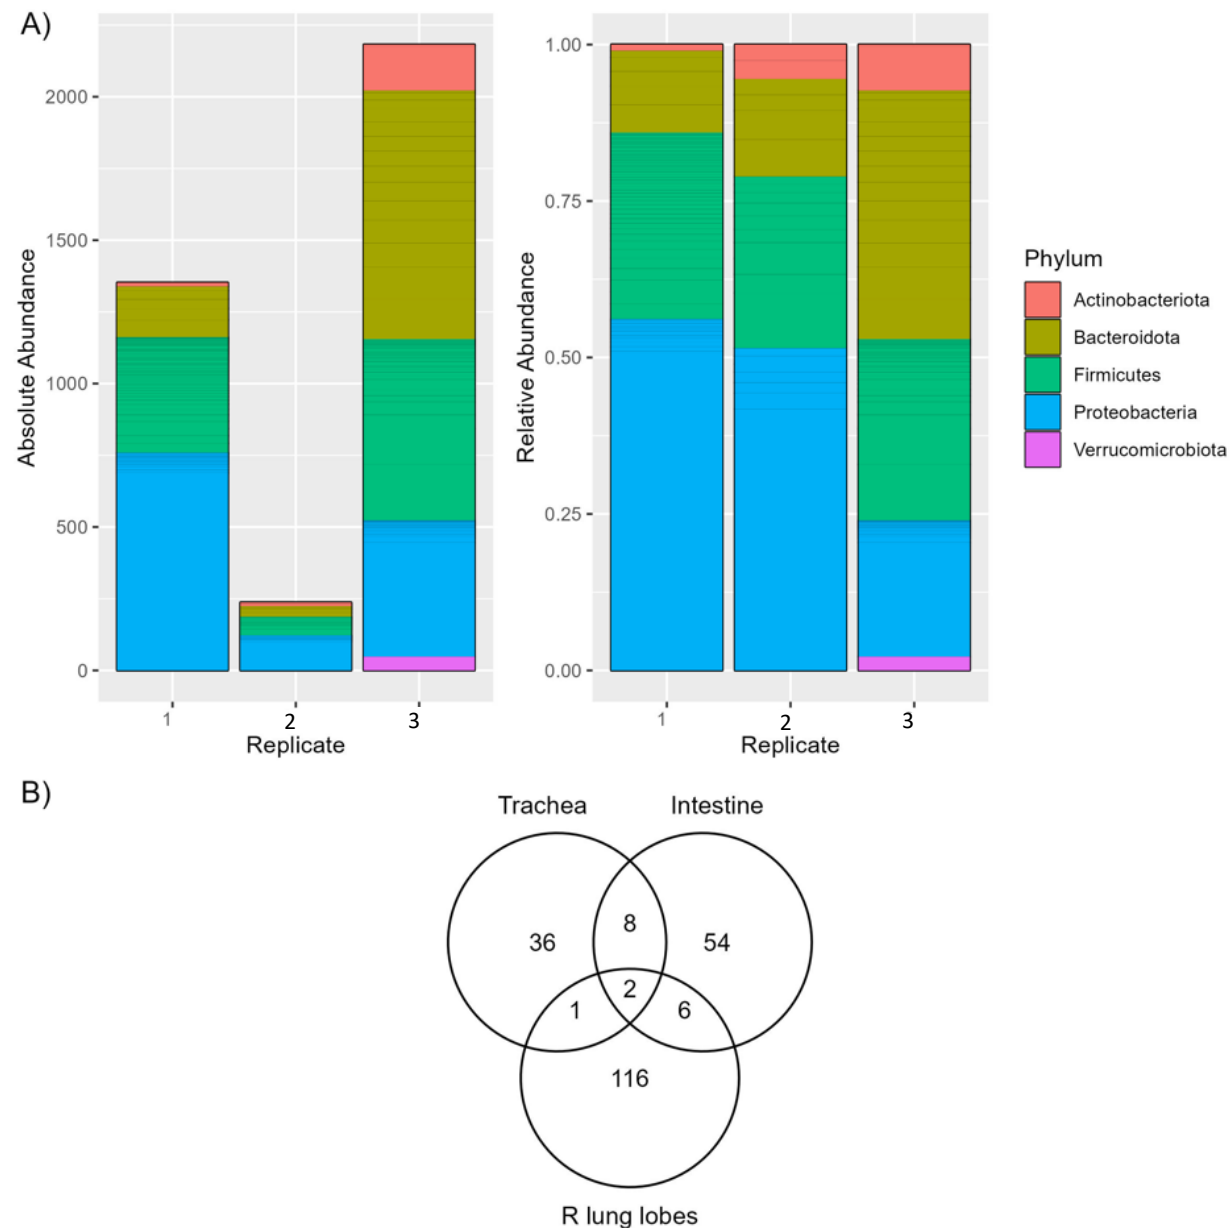 A)
Absolute Abundance
2000
1500
1000
500
0
1 2 3
Replicate
Relative Abundance
1.00
0.75
0.50
0.25
0.00
1 2 3
Replicate
Phylum
Actinobacteriota
Bacteroidota
Firmicutes
Proteobacteria
Verrucomicrobiota
B)
Trachea Intestine
36 8 54
1 2 6
116
R lung lobes